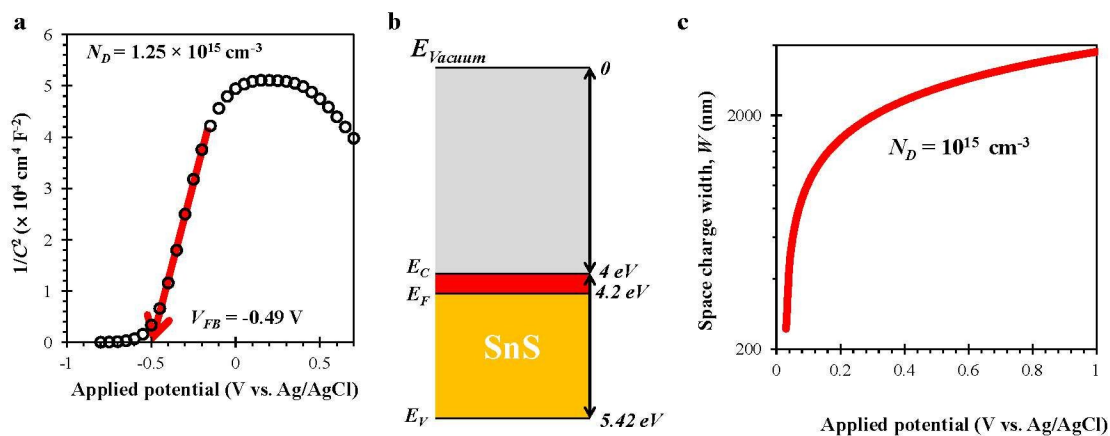 a
N_D = 1.25 × 10^15 cm^-3
1/C² (× 10⁴ cm⁴ F⁻²)
6
5
4
3
2
1
0
V_FB = -0.49 V
-1
-0.5
0
0.5
Applied potential (V vs. Ag/AgCl)
b
E_Vacuum
0
E_C
4 eV
E_F
4.2 eV
SnS
E_V
5.42 eV
c
Space charge width, W (nm)
2000
200
N_D = 10^15 cm^-3
0
0.2
0.4
0.6
0.8
1
Applied potential (V vs. Ag/AgCl)